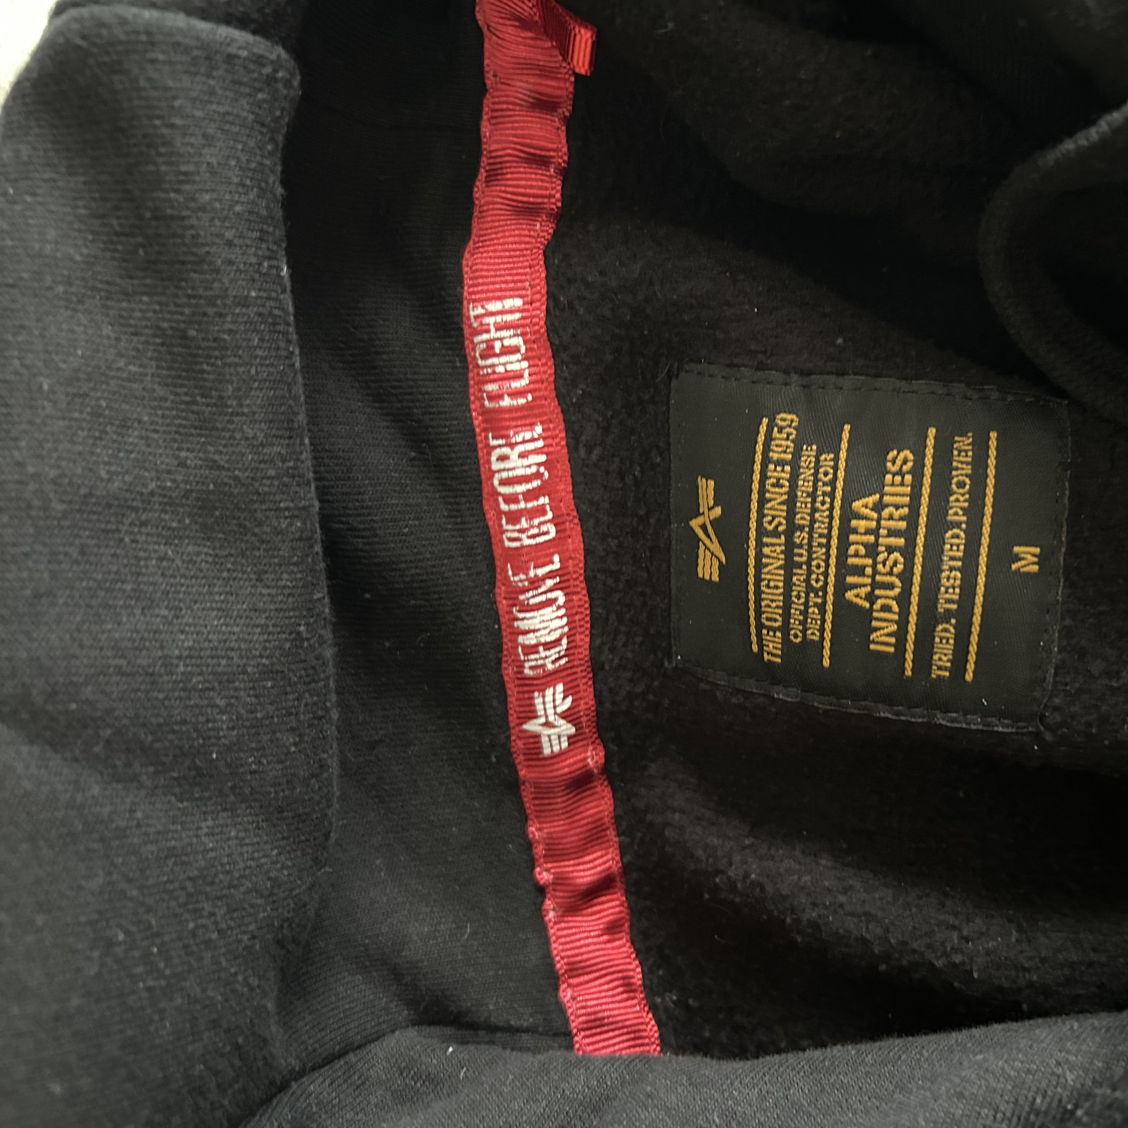 REMOVE BEFORE FLIGHT
THE ORIGINAL SINCE 1959
OFFICIAL U.S. DEFENSE
DEPT. CONTRACTOR
ALPHA
INDUSTRIES
TRIED. TESTED. PROVEN.
M